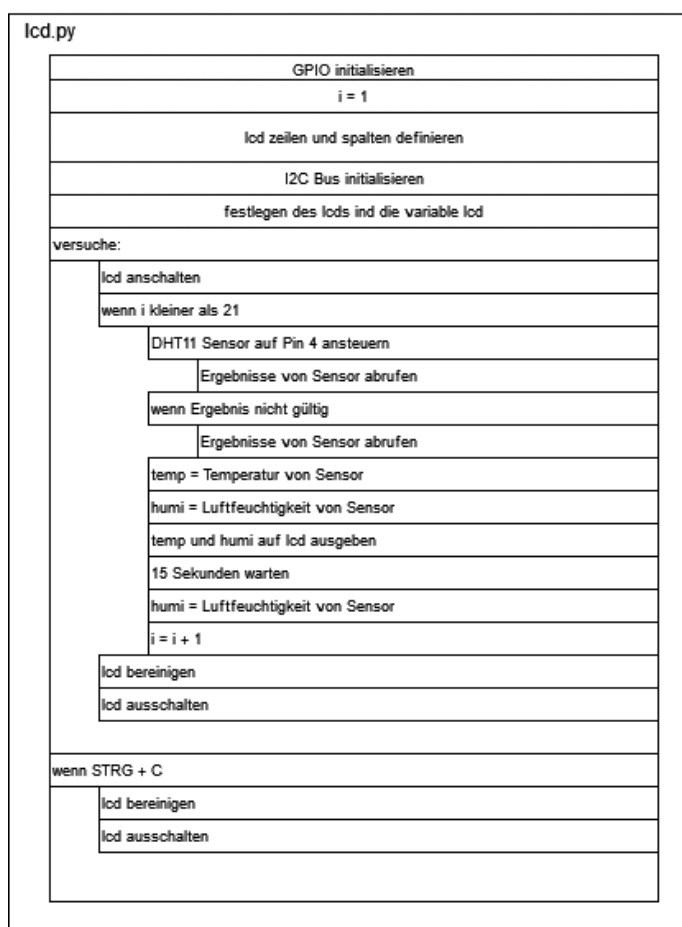 lcd.py
GPIO initialisieren
i = 1
lcd zeilen und spalten definieren
I2C Bus initialisieren
festlegen des lcds ind die variable lcd
versuche:
lcd anschalten
wenn i kleiner als 21
DHT11 Sensor auf Pin 4 ansteuern
Ergebnisse von Sensor abrufen
wenn Ergebnis nicht gültig
Ergebnisse von Sensor abrufen
temp = Temperatur von Sensor
humi = Luftfeuchtigkeit von Sensor
temp und humi auf lcd ausgeben
15 Sekunden warten
humi = Luftfeuchtigkeit von Sensor
i = i + 1
lcd bereinigen
lcd ausschalten
wenn STRG + C
lcd bereinigen
lcd ausschalten